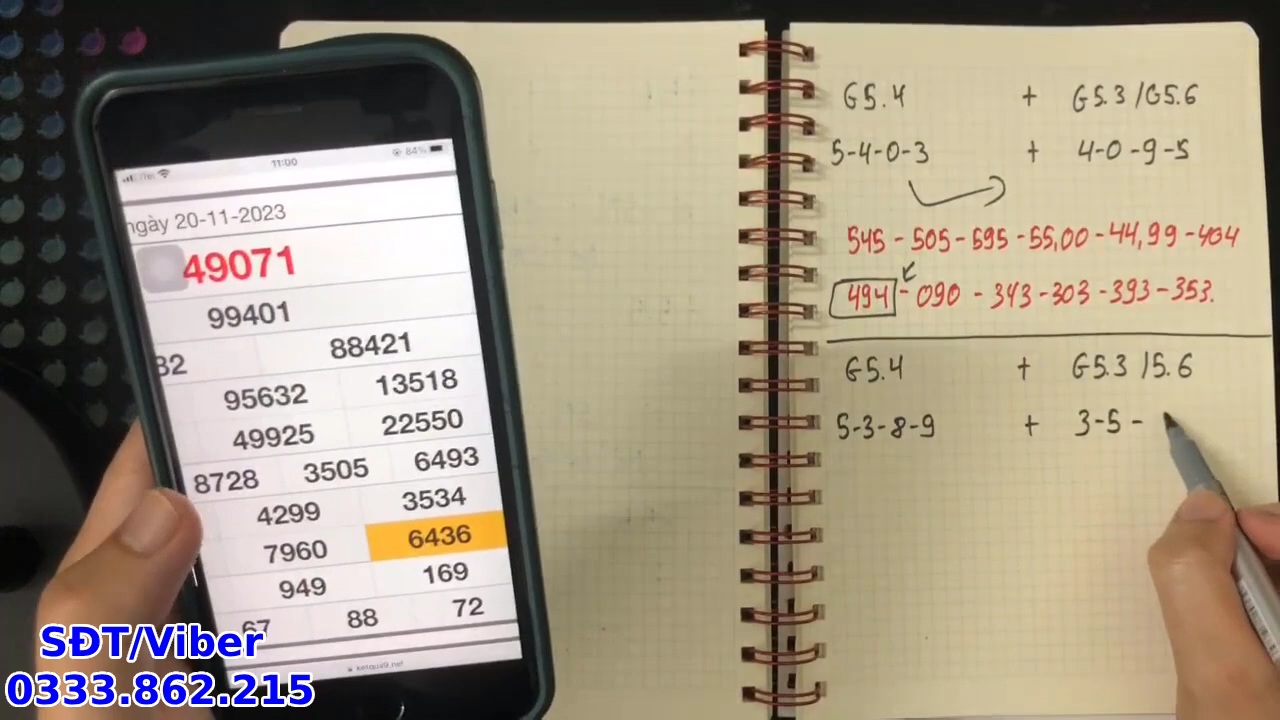 11:00
84%
ngày 20-11-2023
49071
99401
32 88421
95632 13518
49925 22550
8728 3505 6493
4299 3534
7960 6436
949 169
67 88 72
ketqua9.net
SĐT/Viber
0333.862.215
G5.4 + G5.3/G5.6
5-4-0-3 + 4-0-9-5
545-505-595-55,00-44,99-404
494-090-343-303-393-353.
G5.4 + G5.3/5.6
5-3-8-9 + 3-5-